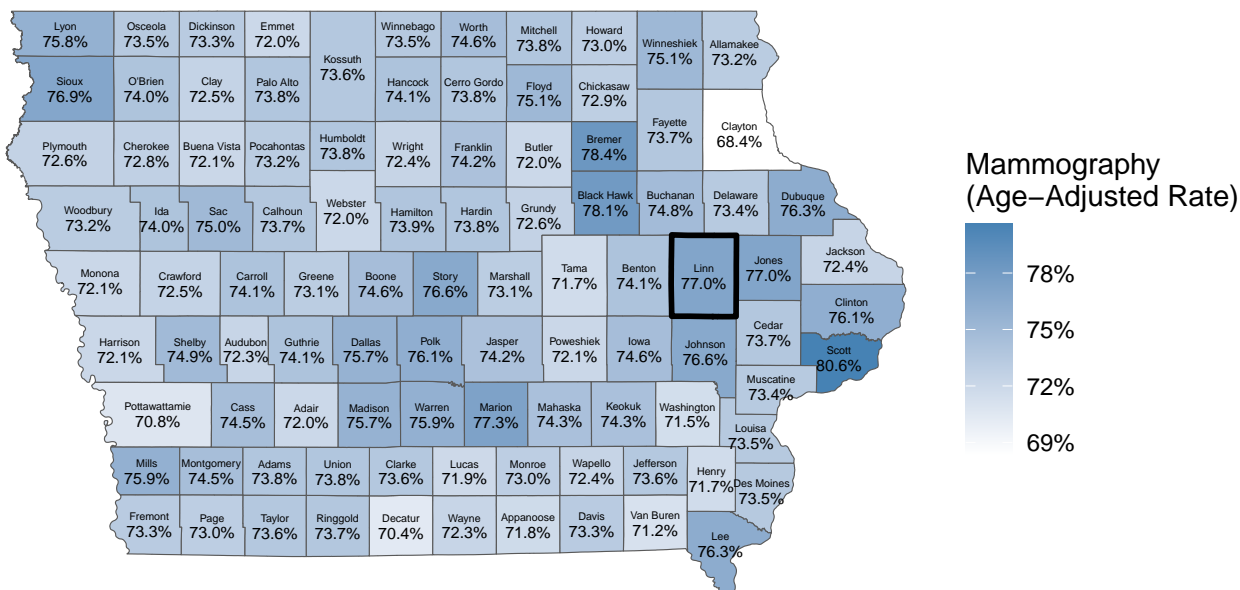 Lyon
75.8%
Osceola
73.5%
Dickinson
73.3%
Emmet
72.0%
Kossuth
73.6%
Winnebago
73.5%
Worth
74.6%
Mitchell
73.8%
Howard
73.0%
Winneshiek
75.1%
Allamakee
73.2%
Sioux
76.9%
O'Brien
74.0%
Clay
72.5%
Palo Alto
73.8%
Hancock
74.1%
Cerro Gordo
73.8%
Floyd
75.1%
Chickasaw
72.9%
Fayette
73.7%
Clayton
68.4%
Plymouth
72.6%
Cherokee
72.8%
Buena Vista
72.1%
Pocahontas
73.2%
Humboldt
73.8%
Wright
72.4%
Franklin
74.2%
Butler
72.0%
Bremer
78.4%
Woodbury
73.2%
Ida
74.0%
Sac
75.0%
Calhoun
73.7%
Webster
72.0%
Hamilton
73.9%
Hardin
73.8%
Grundy
72.6%
Black Hawk
78.1%
Buchanan
74.8%
Delaware
73.4%
Dubuque
76.3%
Monona
72.1%
Crawford
72.5%
Carroll
74.1%
Greene
73.1%
Boone
74.6%
Story
76.6%
Marshall
73.1%
Tama
71.7%
Benton
74.1%
Linn
77.0%
Jones
77.0%
Jackson
72.4%
Clinton
76.1%
Harrison
72.1%
Shelby
74.9%
Audubon
72.3%
Guthrie
74.1%
Dallas
75.7%
Polk
76.1%
Jasper
74.2%
Poweshiek
72.1%
Iowa
74.6%
Johnson
76.6%
Cedar
73.7%
Scott
80.6%
Muscatine
73.4%
Pottawattamie
70.8%
Cass
74.5%
Adair
72.0%
Madison
75.7%
Warren
75.9%
Marion
77.3%
Mahaska
74.3%
Keokuk
74.3%
Washington
71.5%
Louisa
73.5%
Mills
75.9%
Montgomery
74.5%
Adams
73.8%
Union
73.8%
Clarke
73.6%
Lucas
71.9%
Monroe
73.0%
Wapello
72.4%
Jefferson
73.6%
Henry
71.7%
Des Moines
73.5%
Fremont
73.3%
Page
73.0%
Taylor
73.6%
Ringgold
73.7%
Decatur
70.4%
Wayne
72.3%
Appanoose
71.8%
Davis
73.3%
Van Buren
71.2%
Lee
76.3%
Mammography
(Age−Adjusted Rate)
78%
75%
72%
69%